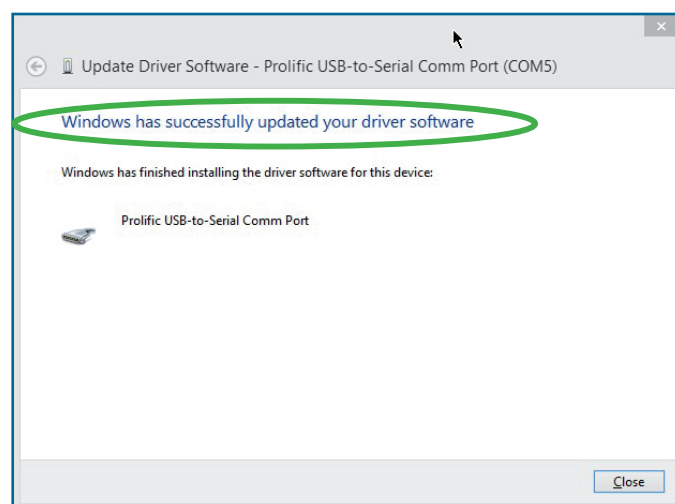 Update Driver Software - Prolific USB-to-Serial Comm Port (COM5)
Windows has successfully updated your driver software
Windows has finished installing the driver software for this device:
Prolific USB-to-Serial Comm Port
Close